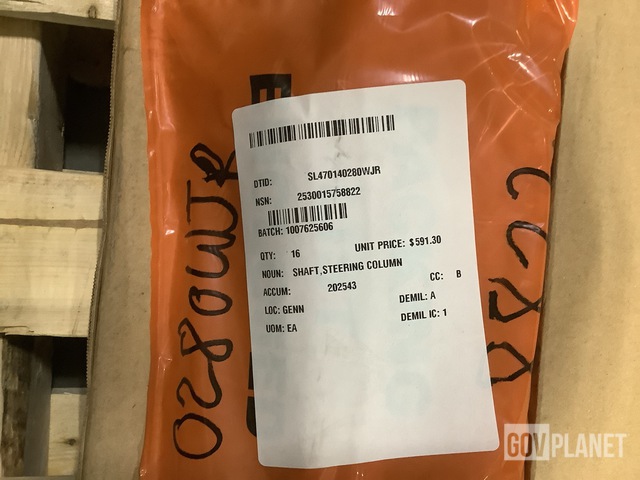 DTID: SL470140280WJR
NSN: 2530015758822
BATCH: 1007625606
QTY: 16 UNIT PRICE: $591.30
NOUN: SHAFT,STEERING COLUMN
ACCUM: 202543 CC: B
LOC: GENN DEMIL: A
UOM: EA DEMIL IC: 1
0280WJR
GOVPLANET